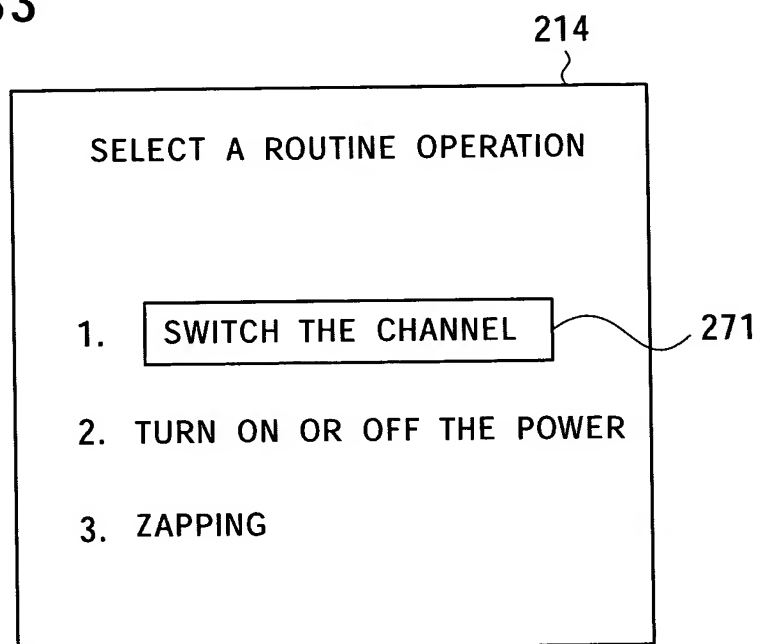 214
SELECT A ROUTINE OPERATION
1. SWITCH THE CHANNEL
271
2. TURN ON OR OFF THE POWER
3. ZAPPING